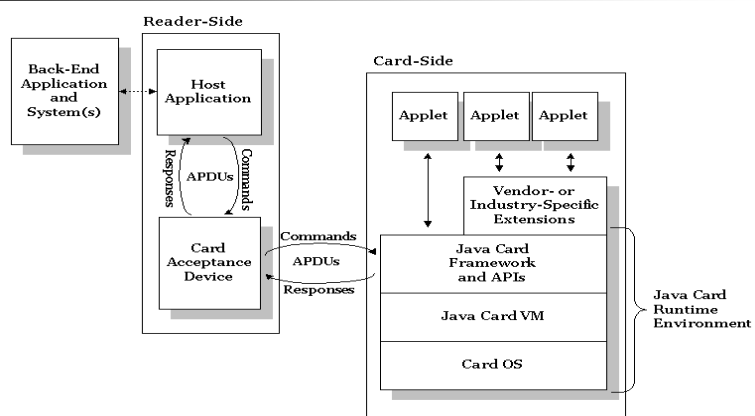 Reader-Side
Back-End
Application
and
System(s)
Host
Application
Responses
APDUs
Commands
Card
Acceptance
Device
Commands
APDUs
Responses
Card-Side
Applet
Applet
Applet
Vendor- or
Industry-Specific
Extensions
Java Card
Framework
and APIs
Java Card VM
Card OS
Java Card
Runtime
Environment